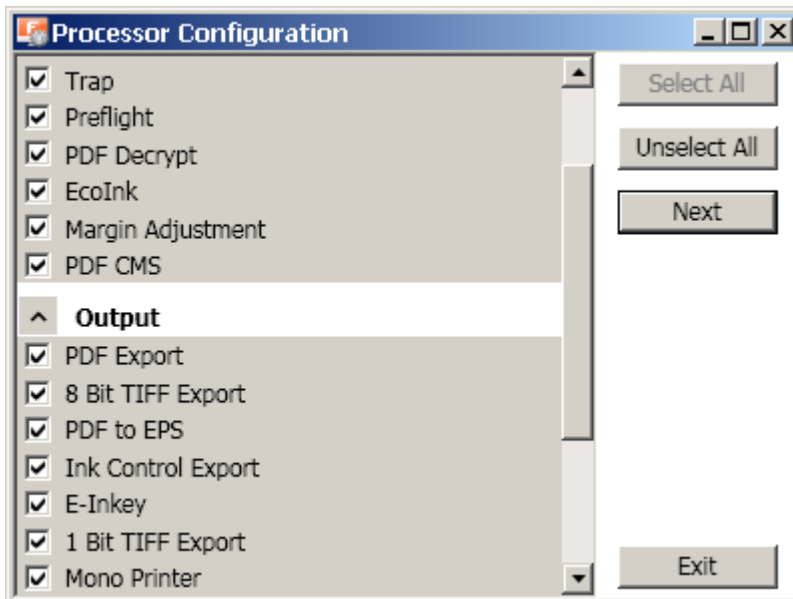 Processor Configuration
Trap
Preflight
PDF Decrypt
EcoInk
Margin Adjustment
PDF CMS
Output
PDF Export
8 Bit TIFF Export
PDF to EPS
Ink Control Export
E-Inkey
1 Bit TIFF Export
Mono Printer
Select All
Unselect All
Next
Exit